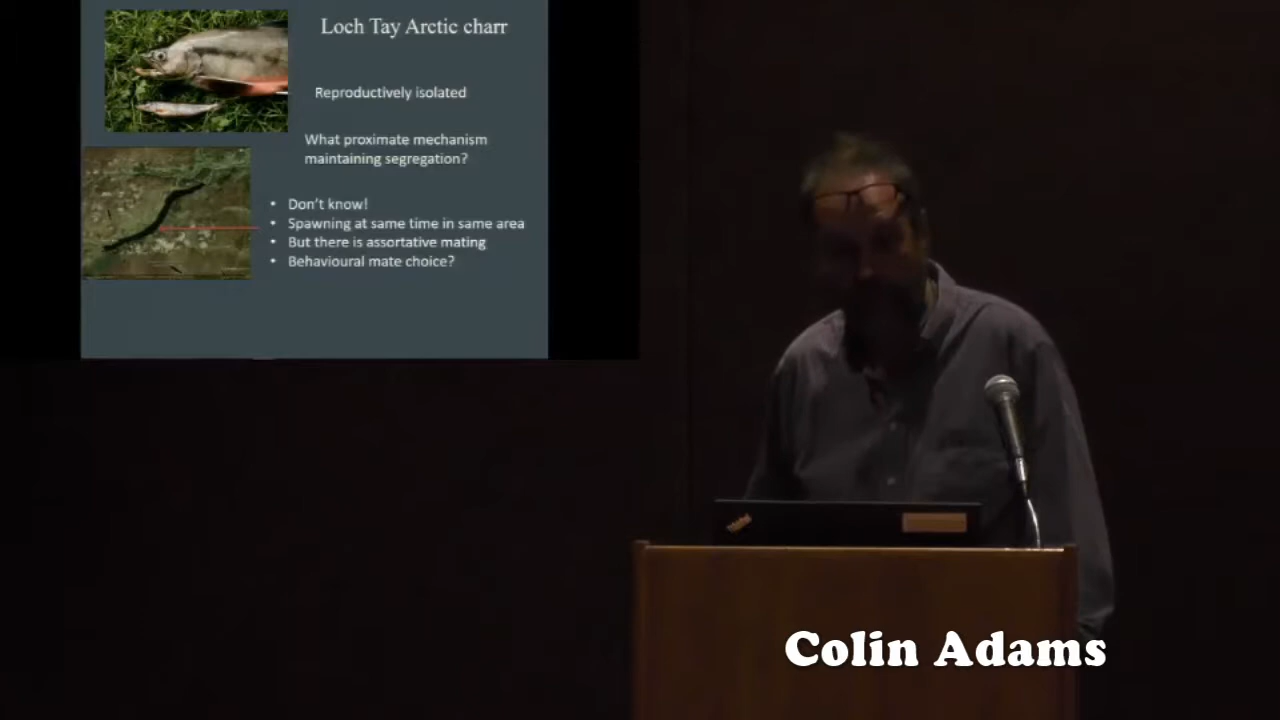 Loch Tay Arctic charr
Reproductively isolated
What proximate mechanism
maintaining segregation?
• Don't know!
• Spawning at same time in same area
• But there is assortative mating
• Behavioural mate choice?
Colin Adams